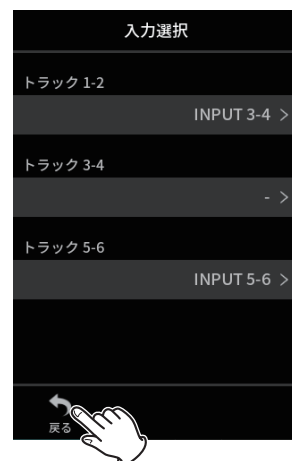 入力選択
トラック 1-2
INPUT 3-4 >
トラック 3-4
- >
トラック 5-6
INPUT 5-6 >
戻る